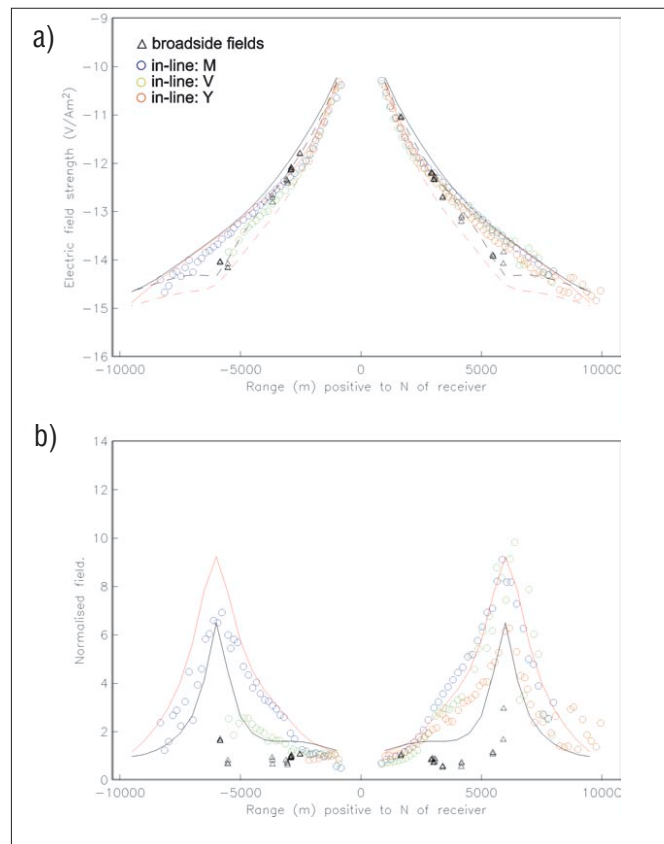 a)
-9
-10
-11
-12
-13
-14
-15
-16
Electric field strength (V/Am²)
△ broadside fields
○ in-line: M
○ in-line: V
○ in-line: Y
-10000 -5000 0 5000 10000
Range (m) positive to N of receiver
b)
14
12
10
8
6
4
2
0
Normalised field.
-10000 -5000 0 5000 10000
Range (m) positive to N of receiver